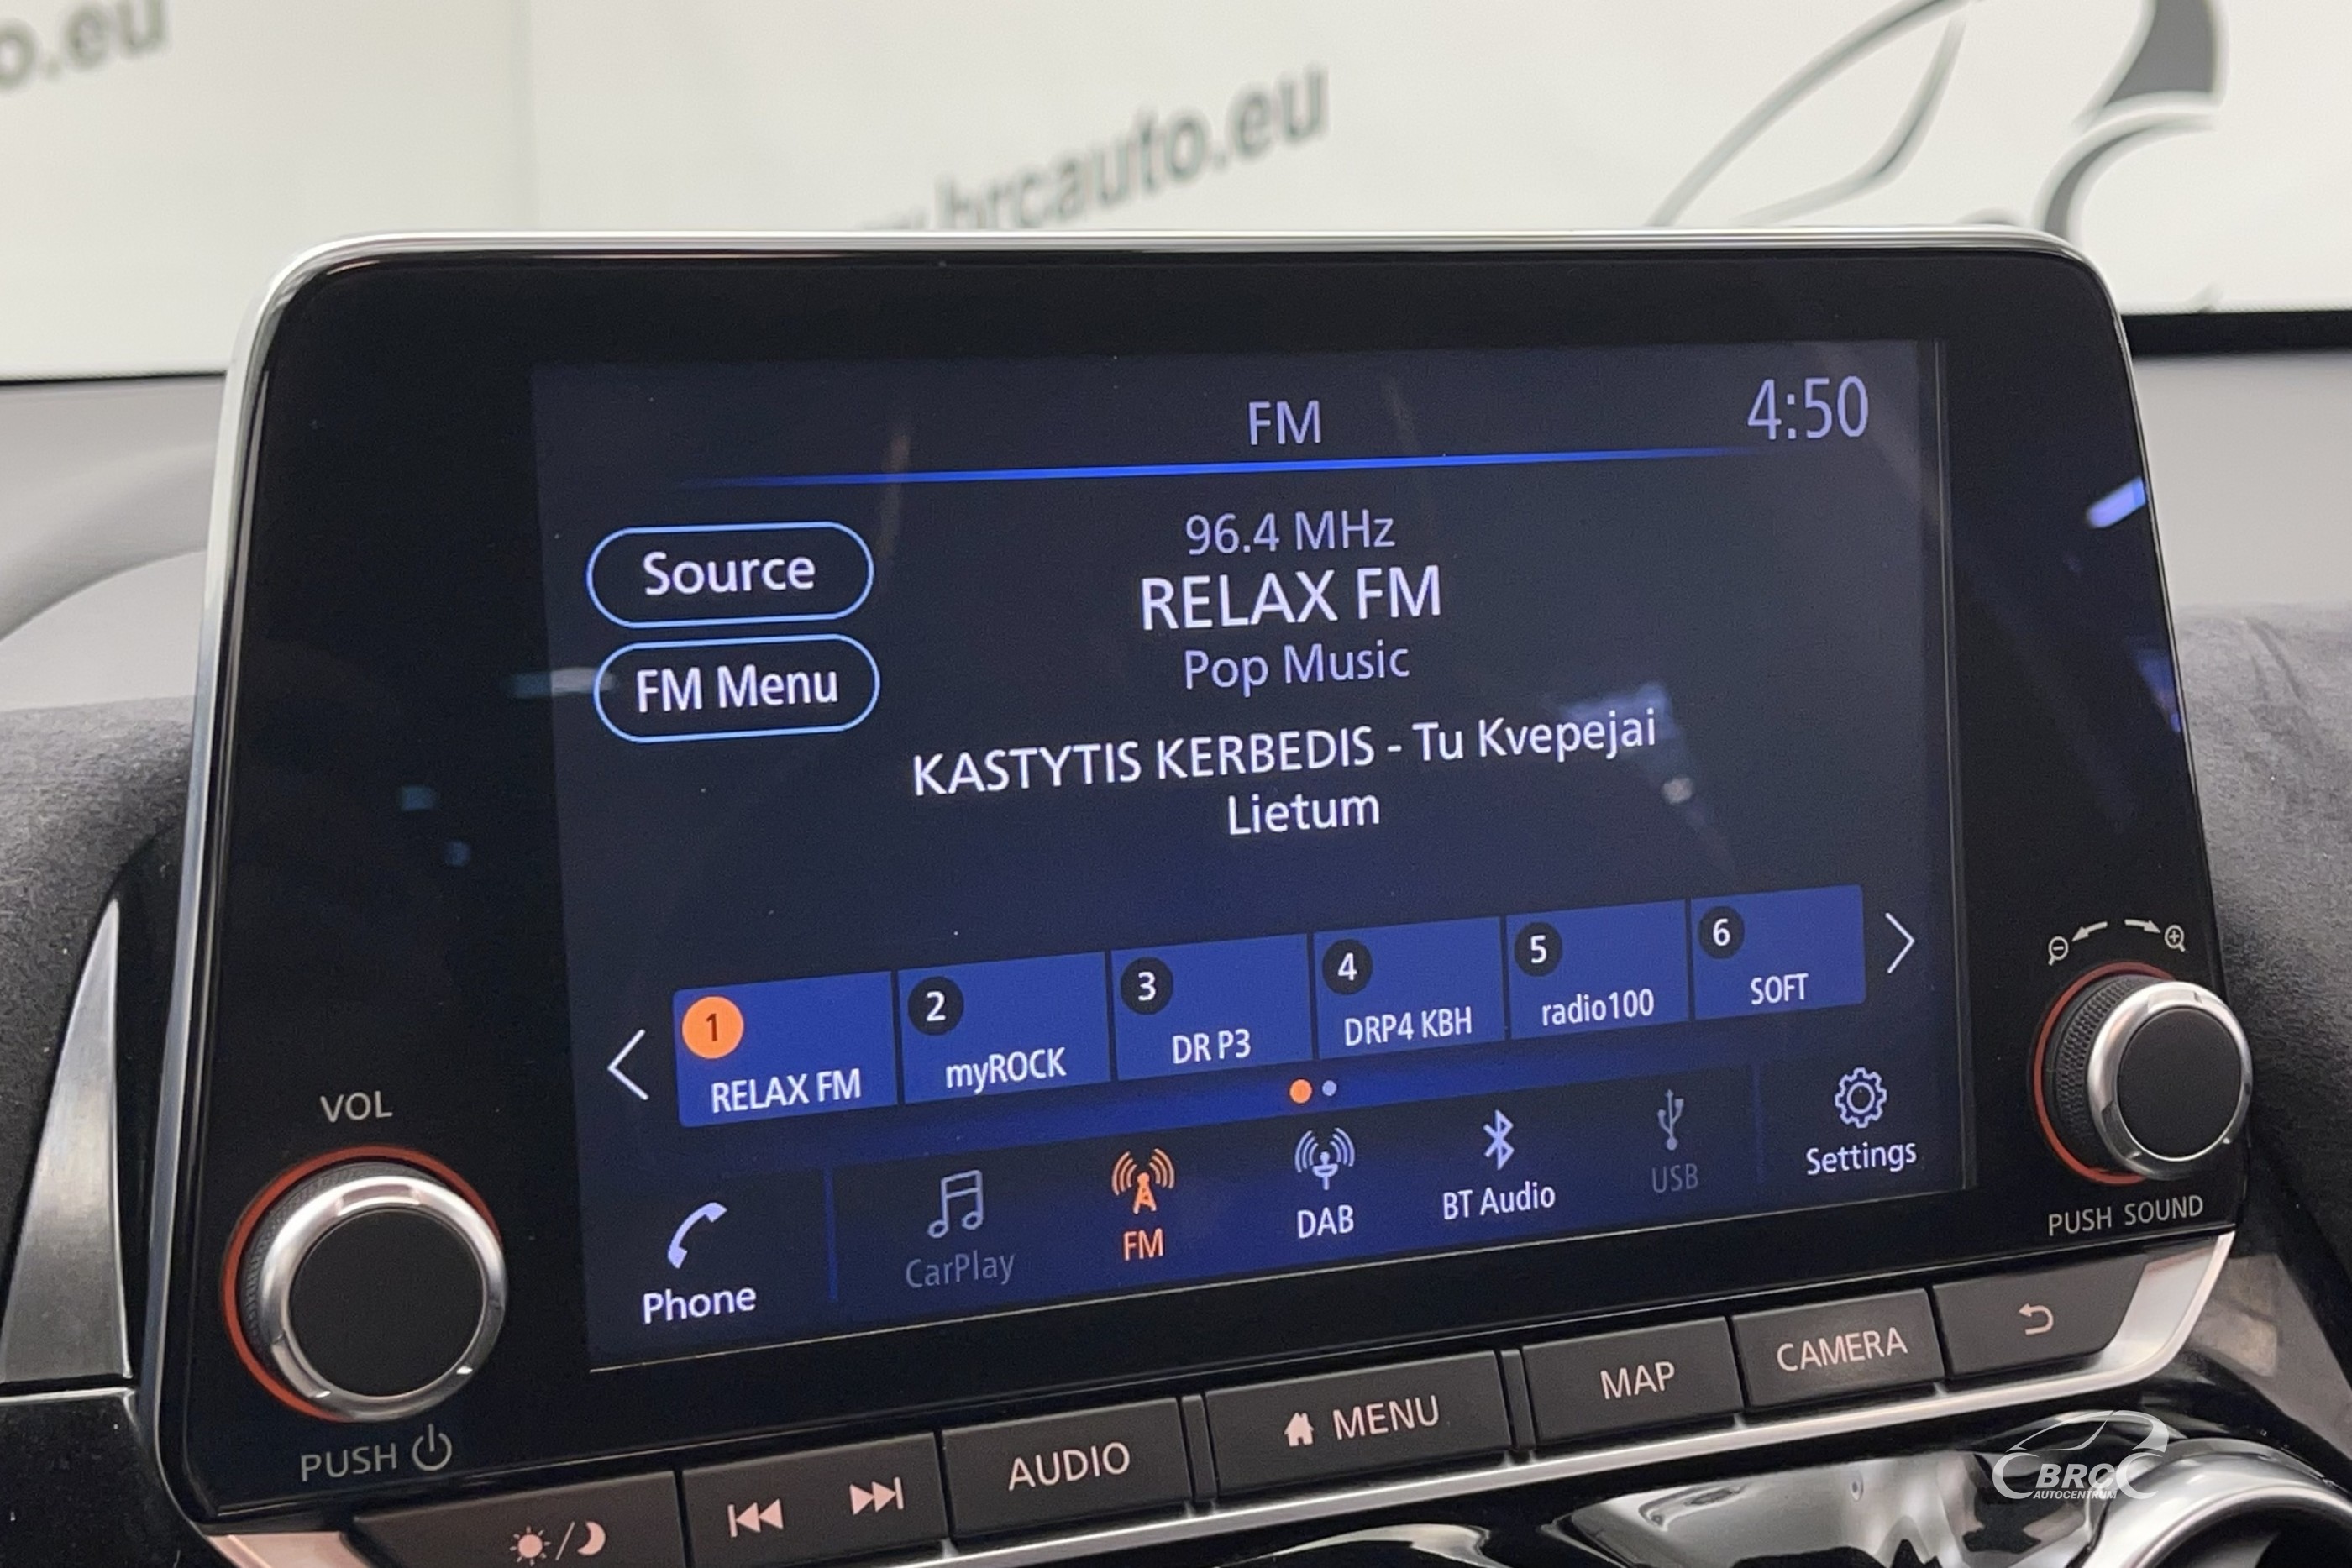 o.eu
brcauto.eu
FM
4:50
Source
FM Menu
96.4 MHz
RELAX FM
Pop Music
KASTYTIS KERBEDIS - Tu Kvepejai
Lietum
1 RELAX FM
2 myROCK
3 DR P3
4 DRP4 KBH
5 radio100
6 SOFT
Phone
CarPlay
FM
DAB
BT Audio
USB
Settings
VOL
PUSH
PUSH SOUND
AUDIO
MENU
MAP
CAMERA
BRC
AUTOCENTRUM